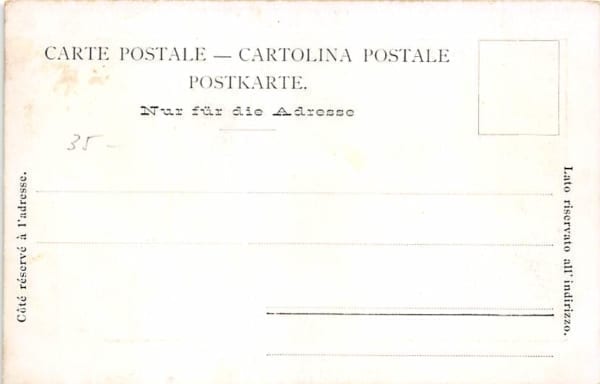 CARTE POSTALE — CARTOLINA POSTALE
POSTKARTE.
Nur für die Adresse
35 -
Côté réservé à l'adresse.
Lato riservato all' indirizzo.